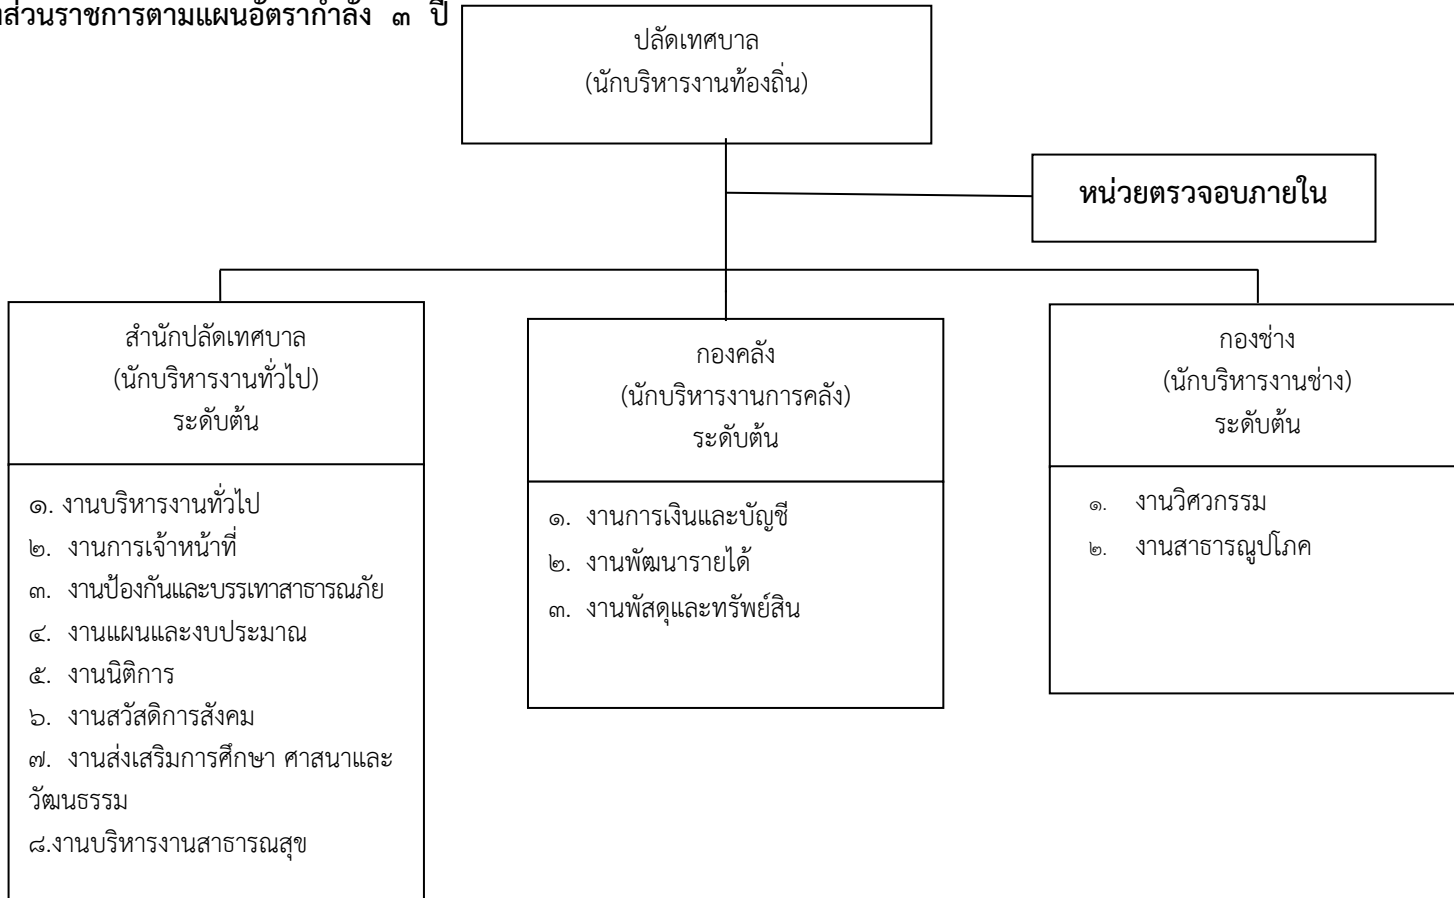 ส่วนราชการตามแผนอัตรากำลัง ๓ ปี
ปลัดเทศบาล
(นักบริหารงานท้องถิ่น)
หน่วยตรวจอบภายใน
สำนักปลัดเทศบาล
(นักบริหารงานทั่วไป)
ระดับต้น
๑. งานบริหารงานทั่วไป
๒. งานการเจ้าหน้าที่
๓. งานป้องกันและบรรเทาสาธารณภัย
๔. งานแผนและงบประมาณ
๕. งานนิติการ
๖. งานสวัสดิการสังคม
๗. งานส่งเสริมการศึกษา ศาสนาและ
วัฒนธรรม
๘.งานบริหารงานสาธารณสุข
กองคลัง
(นักบริหารงานการคลัง)
ระดับต้น
๑. งานการเงินและบัญชี
๒. งานพัฒนารายได้
๓. งานพัสดุและทรัพย์สิน
กองช่าง
(นักบริหารงานช่าง)
ระดับต้น
๑. งานวิศวกรรม
๒. งานสาธารณูปโภค